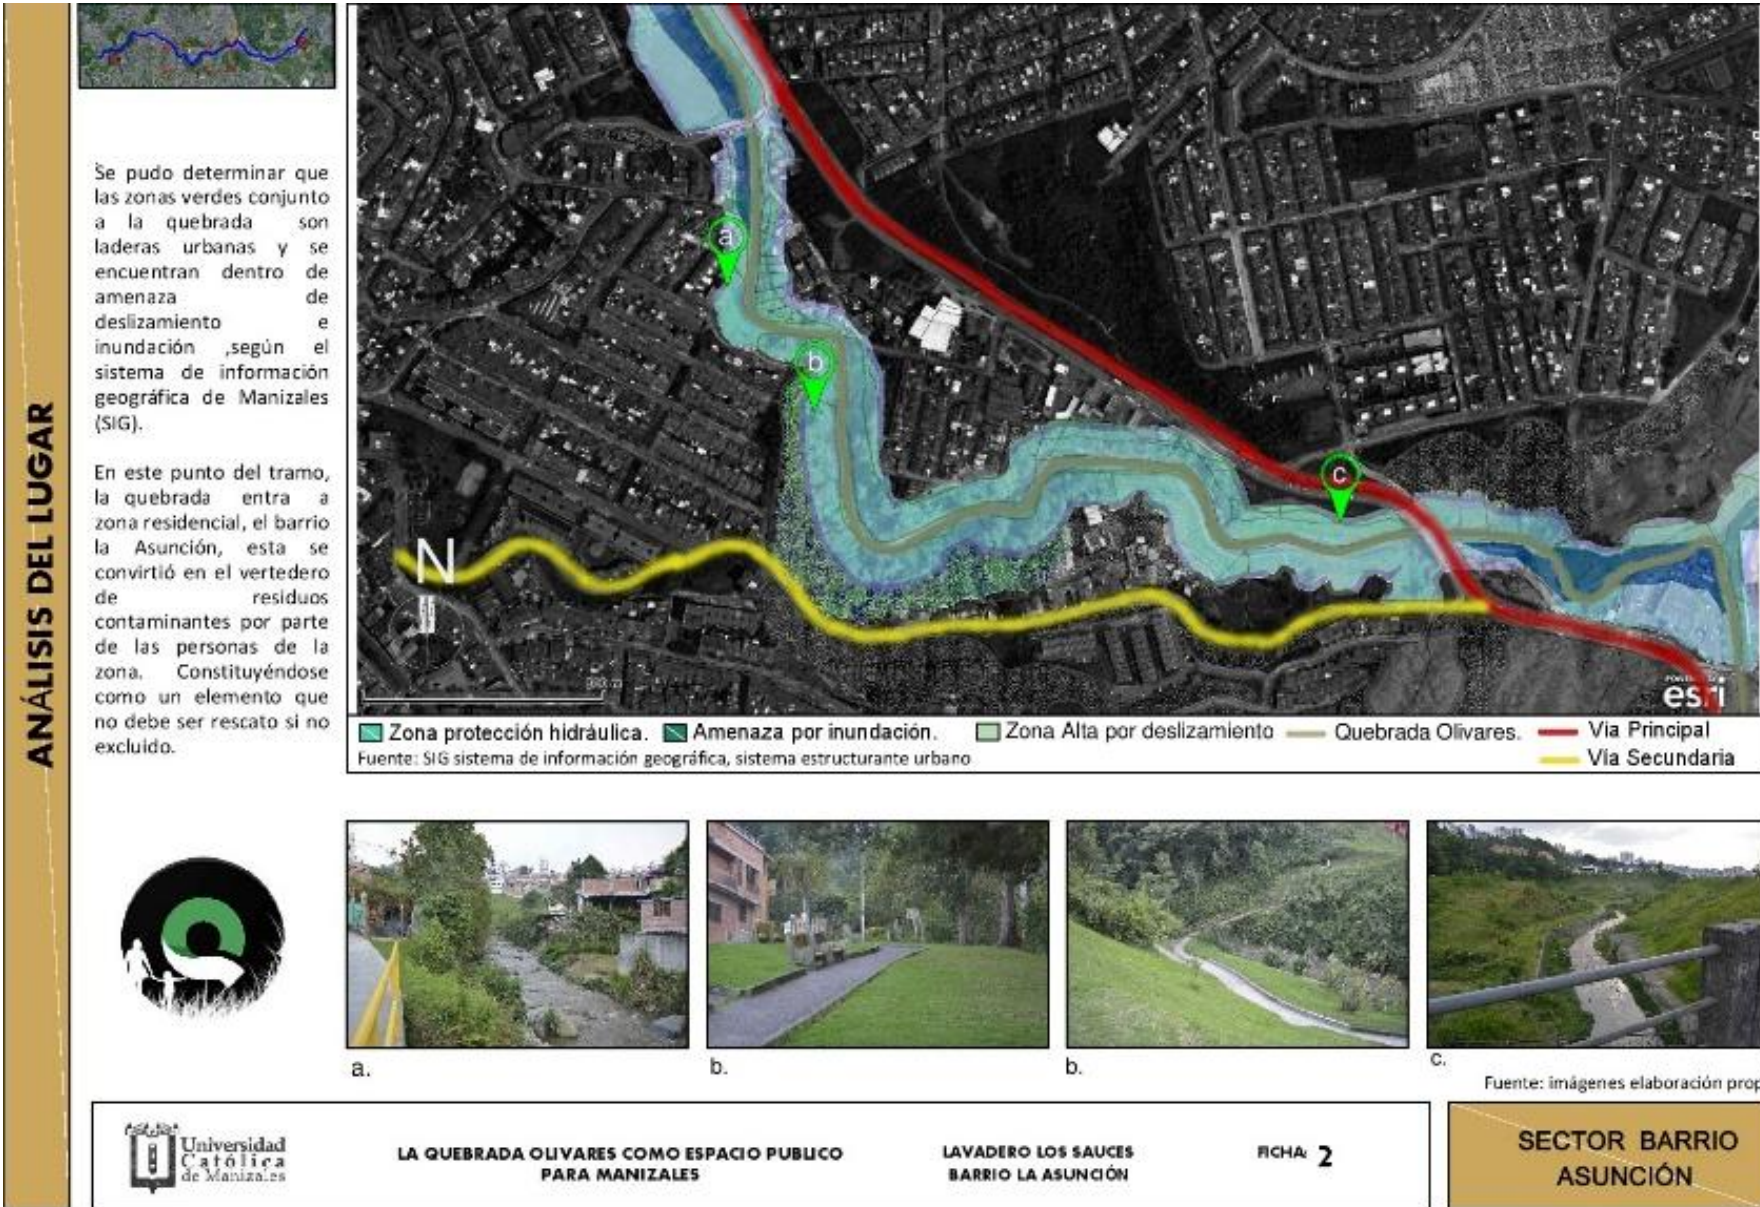 ANÁLISIS DEL LUGAR
Se pudo determinar que
las zonas verdes conjunto
a la quebrada son
laderas urbanas y se
encuentran dentro de
amenaza de
deslizamiento e
inundación ,según el
sistema de información
geográfica de Manizales
(SIG).
En este punto del tramo,
la quebrada entra a
zona residencial, el barrio
la Asunción, esta se
convirtió en el vertedero
de residuos
contaminantes por parte
de las personas de la
zona. Constituyéndose
como un elemento que
no debe ser rescato si no
excluido.
a
b
c
N
esri
Zona protección hidráulica. Amenaza por inundación. Zona Alta por deslizamiento Quebrada Olivares. Vía Principal
Vía Secundaria
Fuente: SIG sistema de información geográfica, sistema estructurante urbano
a. b. b. c.
Fuente: imágenes elaboración prop
Universidad
Católica
de Manizales
LA QUEBRADA OLIVARES COMO ESPACIO PUBLICO
PARA MANIZALES
LAVADERO LOS SAUCES
BARRIO LA ASUNCIÓN
FICHA: 2
SECTOR BARRIO
ASUNCIÓN